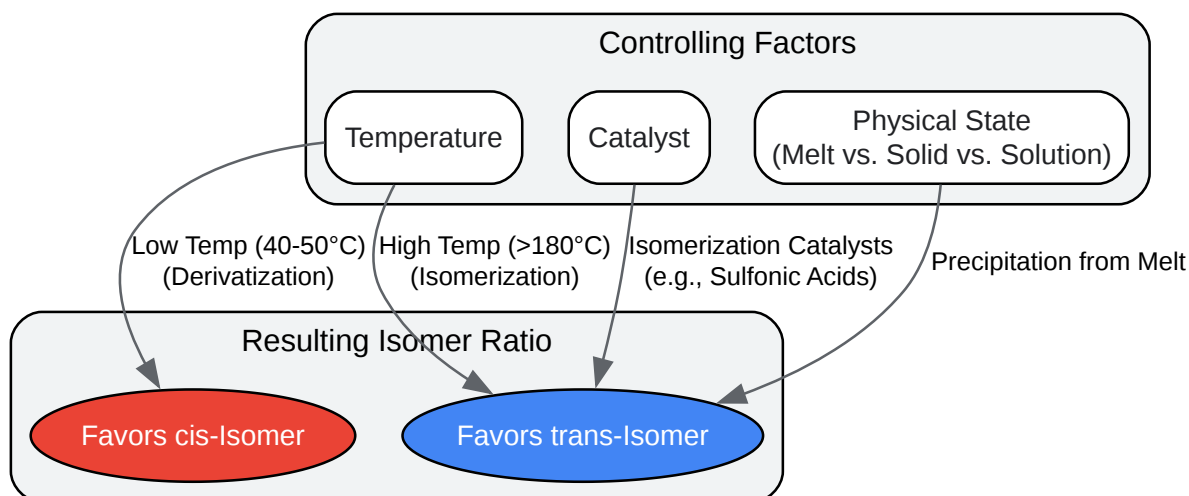 Controlling Factors
Temperature
Catalyst
Physical State
(Melt vs. Solid vs. Solution)
Low Temp (40-50°C)
(Derivatization)
High Temp (>180°C)
(Isomerization)
Isomerization Catalysts
(e.g., Sulfonic Acids)
Precipitation from Melt
Resulting Isomer Ratio
Favors cis-Isomer
Favors trans-Isomer